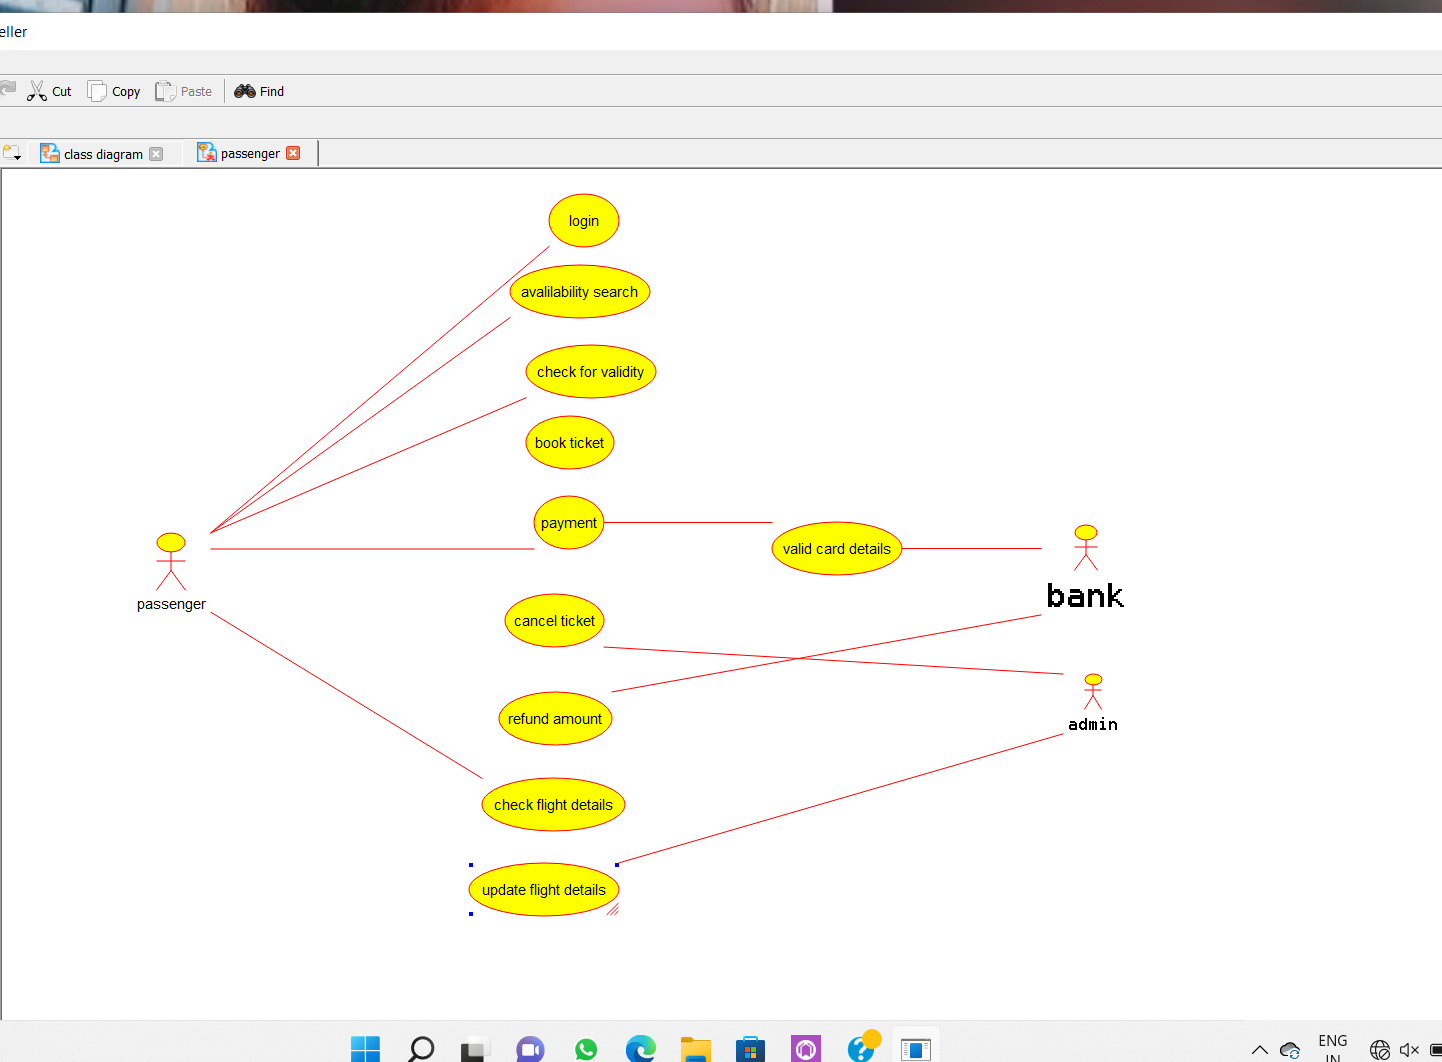 eller
Cut Copy Paste Find
class diagram passenger
login
avalilability search
check for validity
book ticket
payment
valid card details
bank
passenger
cancel ticket
admin
refund amount
check flight details
update flight details
ENG
IN